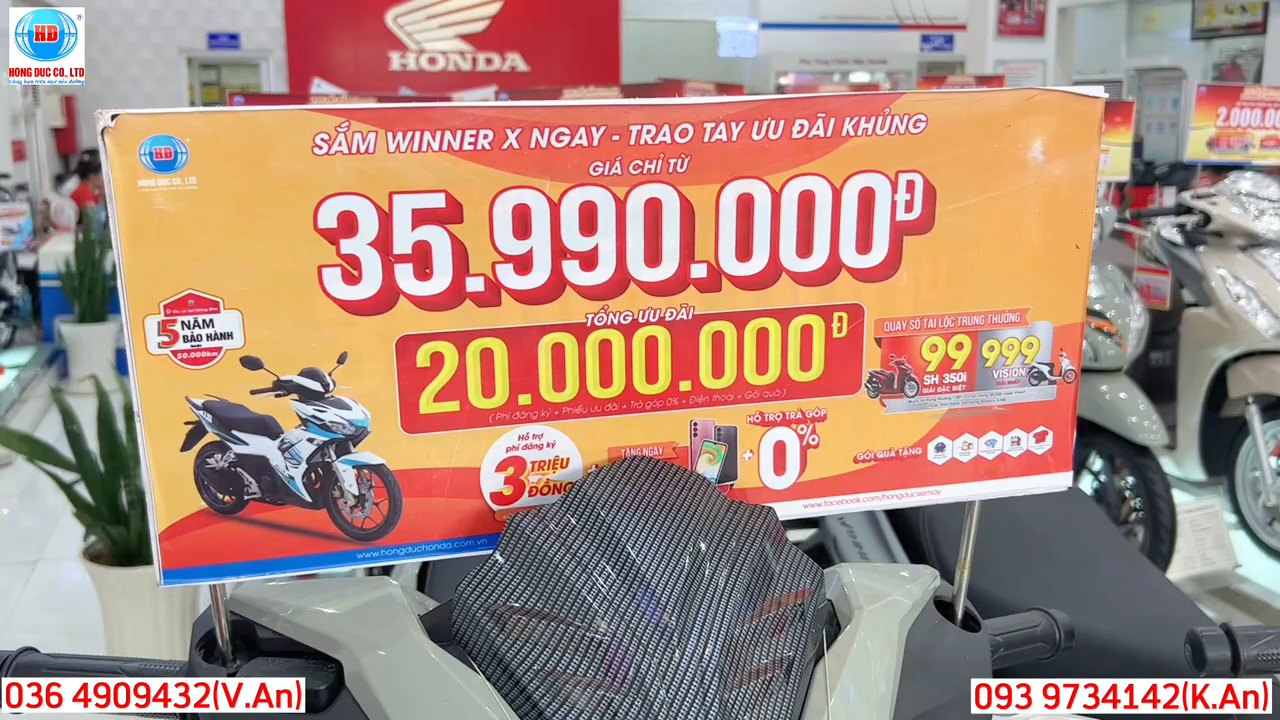 HD
HONG DUC CO., LTD
HONDA
SẮM WINNER X NGAY - TRAO TAY ƯU ĐÃI KHỦNG
GIÁ CHỈ TỪ
35.990.000Đ
HD
HONG DUC CO., LTD
TỔNG ƯU ĐÃI
20.000.000Đ
( Phí đăng ký + Phiếu ưu đãi + Trả góp 0% + Điện thoại + Gói quà )
5 NĂM
BẢO HÀNH
50.000km
QUAY SỐ TÀI LỘC TRÚNG THƯỞNG
99 SH 350i
GIẢI ĐẶC BIỆT
999 VISION
GIẢI NHẤT
Hỗ trợ
phí đăng ký
3 TRIỆU
ĐỒNG
+
TẶNG NGAY
+
HỖ TRỢ TRẢ GÓP
0%
GÓI QUÀ TẶNG
www.facebook.com/hongducxemay
www.hongduchonda.com.vn
2.000.00
036 4909432(V.An)
093 9734142(K.An)